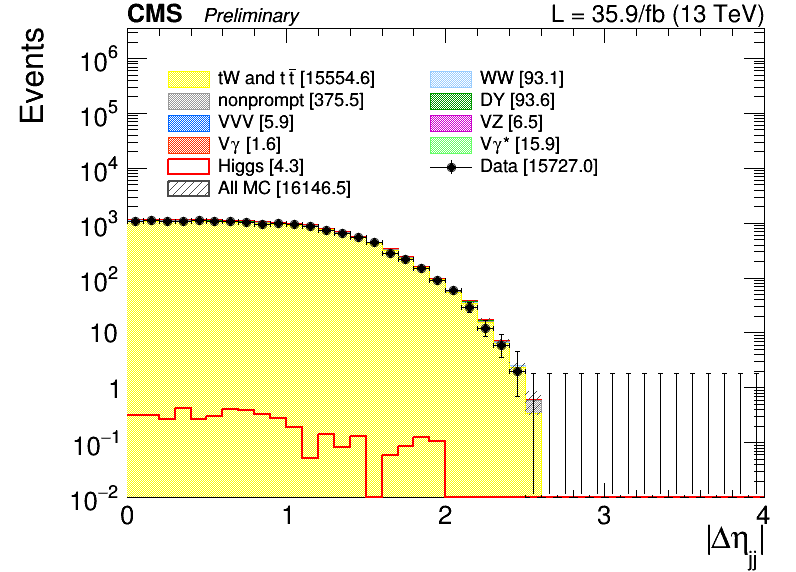 CMS Preliminary L = 35.9/fb (13 TeV)
Events
10⁶
10⁵
10⁴
10³
10²
10
1
10⁻¹
10⁻²
tW and t t̄ [15554.6]
nonprompt [375.5]
VVV [5.9]
Vγ [1.6]
Higgs [4.3]
All MC [16146.5]
WW [93.1]
DY [93.6]
VZ [6.5]
Vγ* [15.9]
Data [15727.0]
0 1 2 3 4
|Δη_jj|